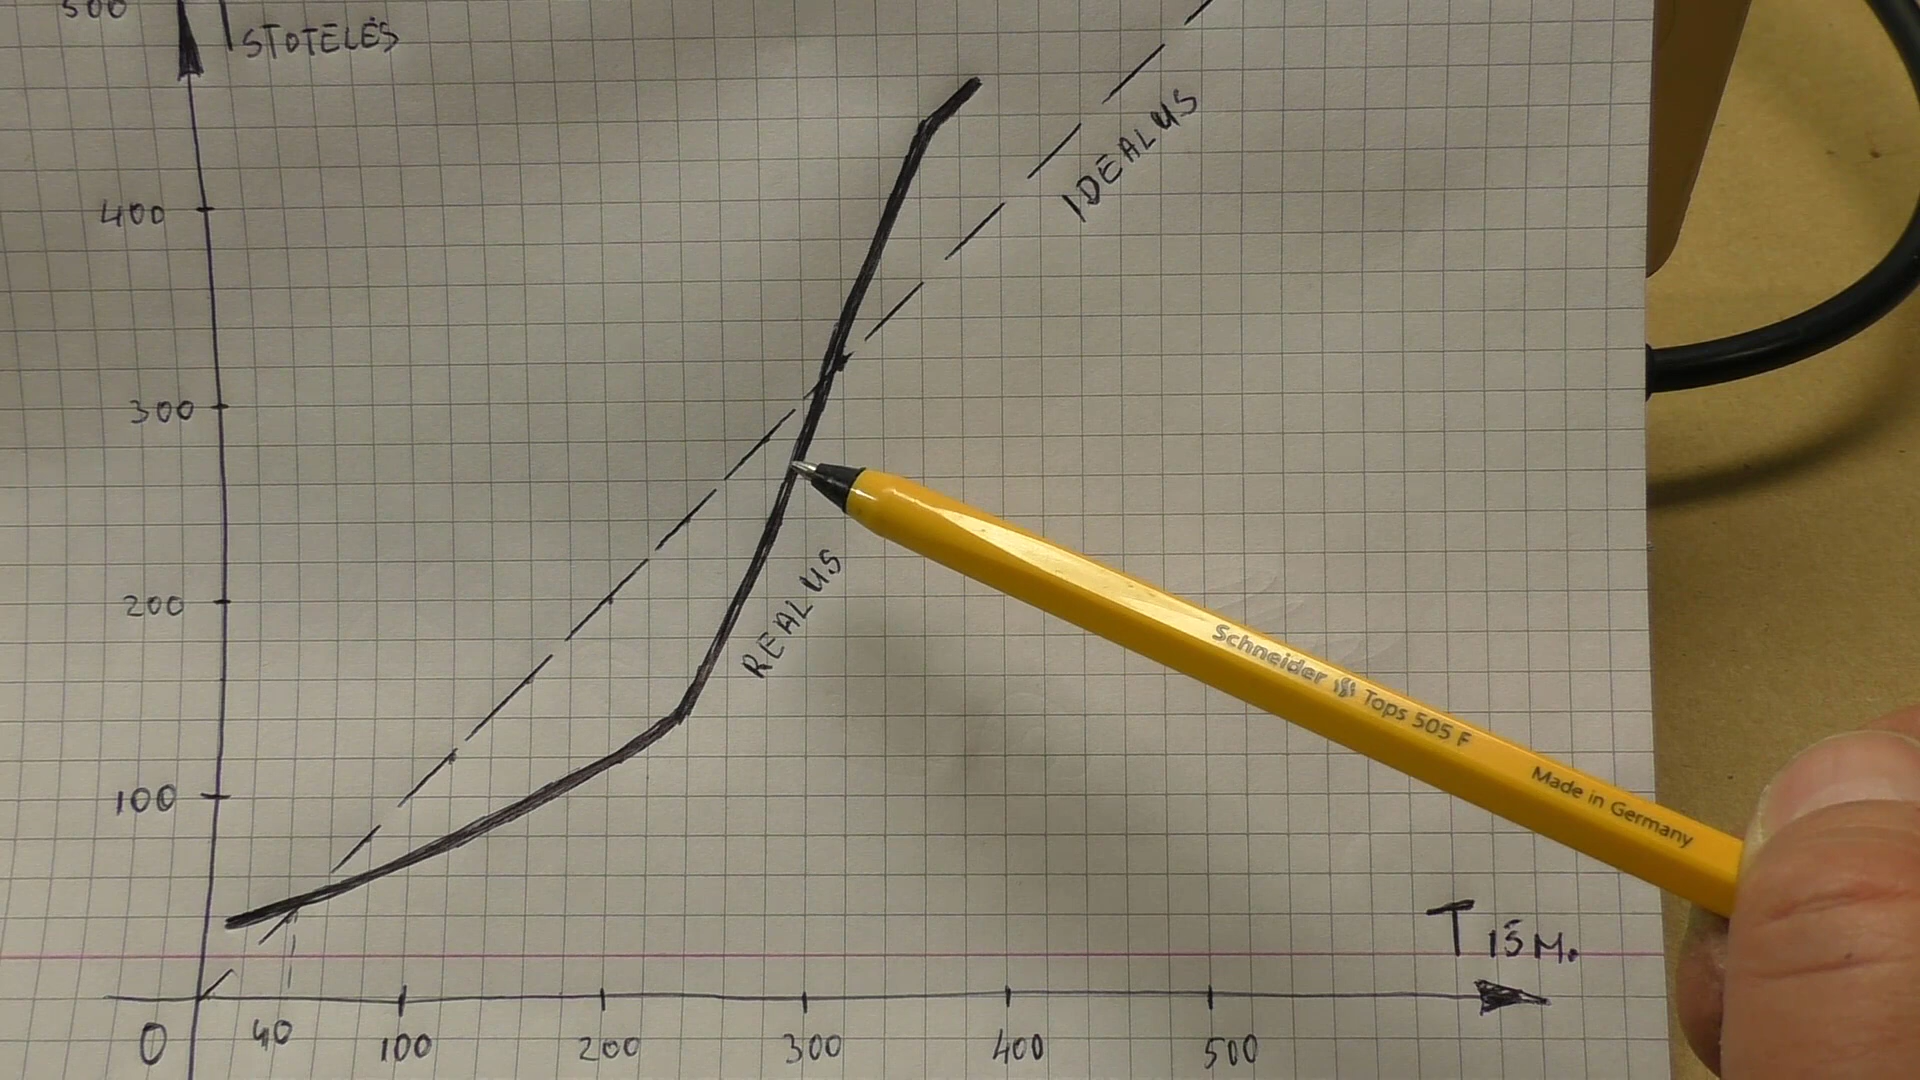 500
T STOTELĖS
400
300
200
100
0
40
100
200
300
400
500
T IŠM.
IDEALUS
REALUS
Schneider Tops 505 F
Made in Germany